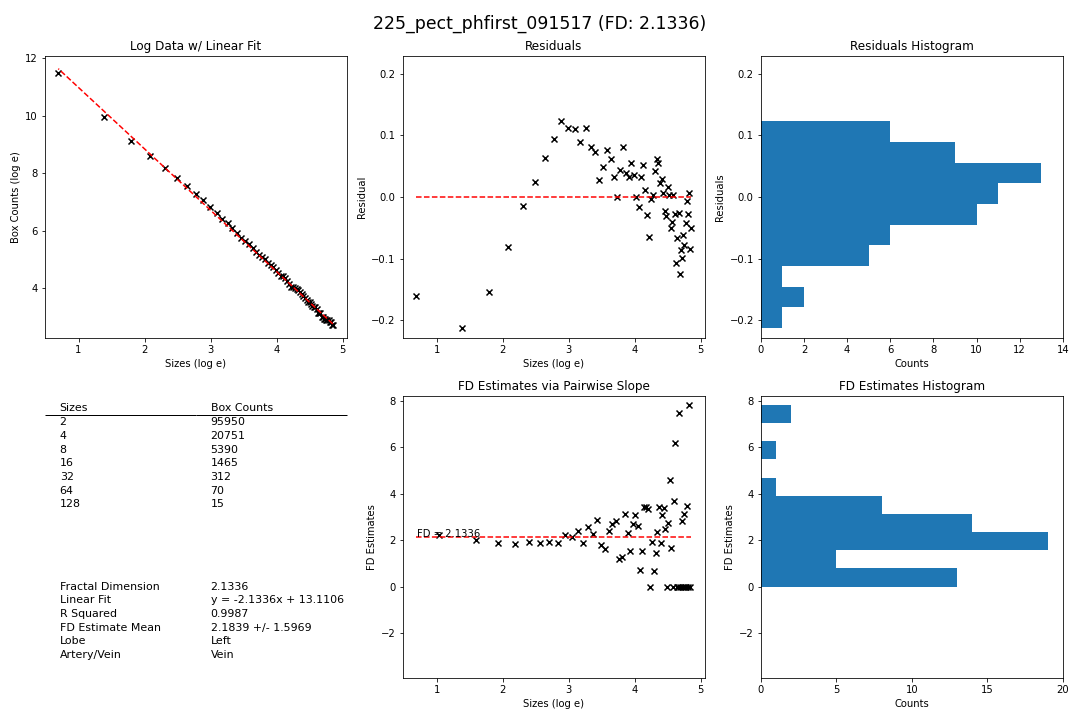 225_pect_phfirst_091517 (FD: 2.1336)
Log Data w/ Linear Fit
12
10
8
6
4
Box Counts (log e)
1 2 3 4 5
Sizes (log e)
Residuals
0.2
0.1
0.0
−0.1
−0.2
Residual
1 2 3 4 5
Sizes (log e)
Residuals Histogram
0.2
0.1
0.0
−0.1
−0.2
Residuals
0 2 4 6 8 10 12 14
Counts
Sizes Box Counts
2 95950
4 20751
8 5390
16 1465
32 312
64 70
128 15
Fractal Dimension 2.1336
Linear Fit y = -2.1336x + 13.1106
R Squared 0.9987
FD Estimate Mean 2.1839 +/- 1.5969
Lobe Left
Artery/Vein Vein
FD Estimates via Pairwise Slope
8
6
4
2
0
−2
FD Estimates
FD = 2.1336
1 2 3 4 5
Sizes (log e)
FD Estimates Histogram
8
6
4
2
0
−2
FD Estimates
0 5 10 15 20
Counts